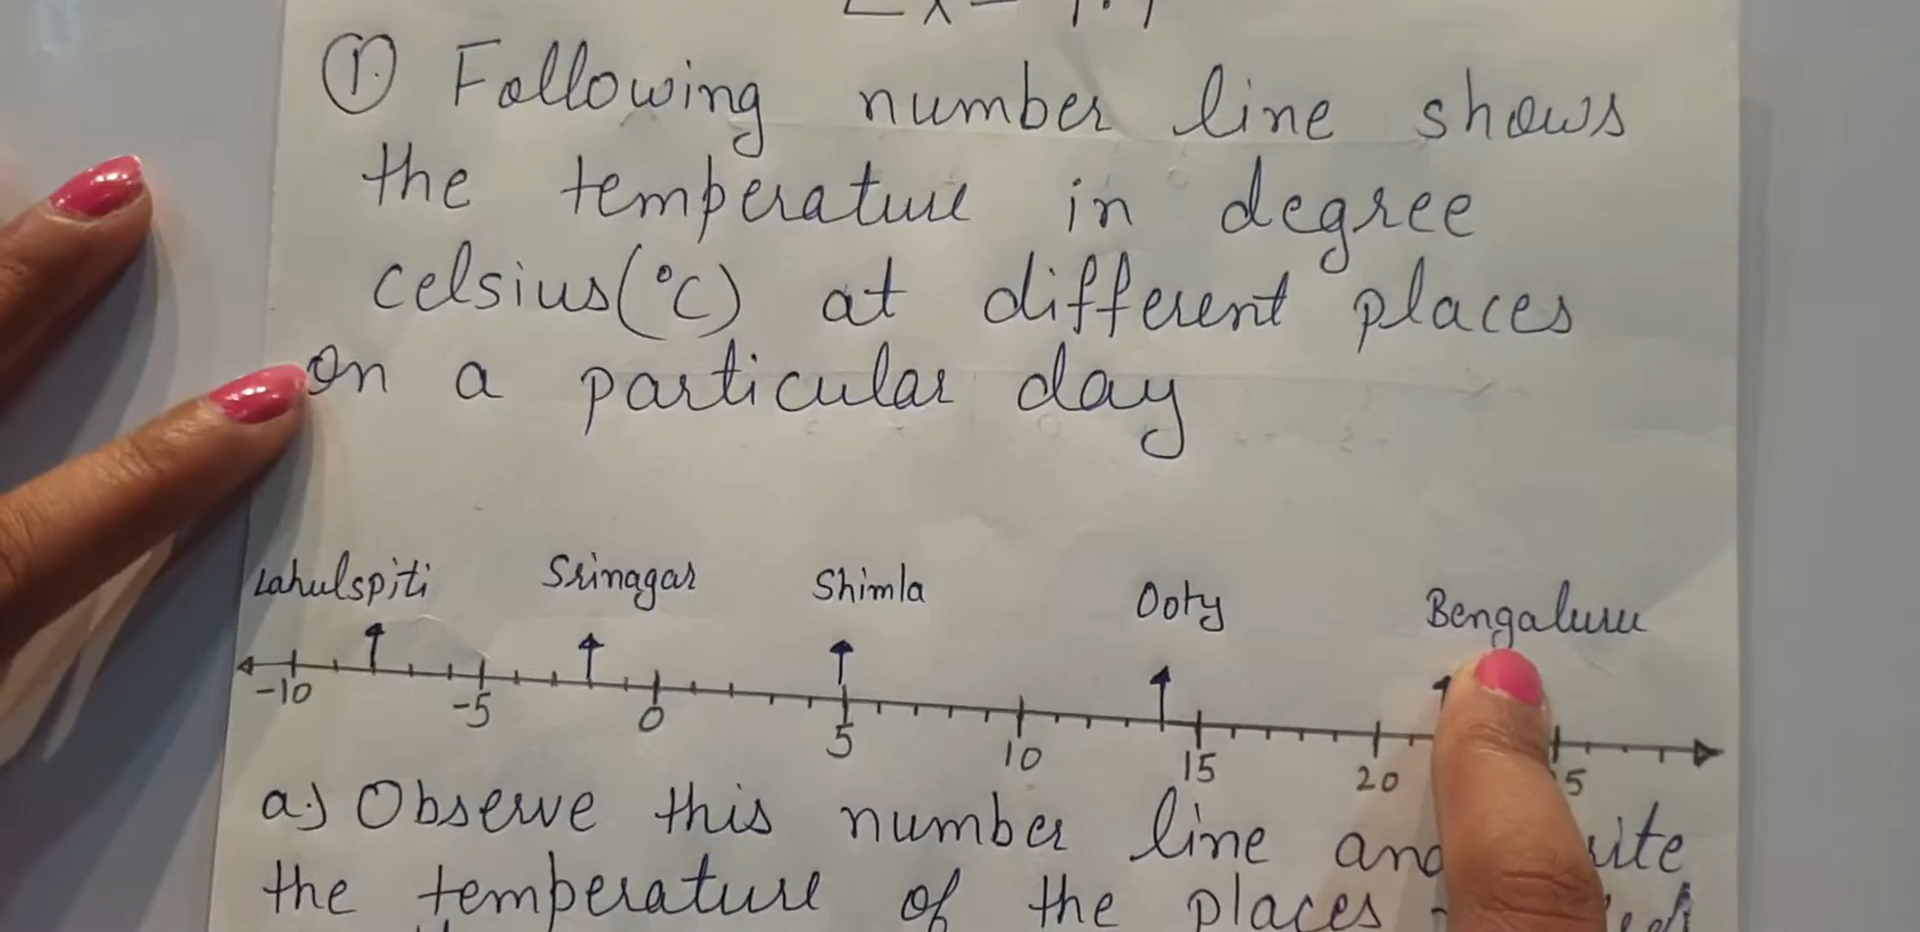 ① Following number line shows
the temperature in degree
celsius(°C) at different places
on a particular day
Lahulspiti Srinagar Shimla Ooty Bengaluru
-10 -5 0 5 10 15 20
a.) Observe this number line and
the temperature of the places